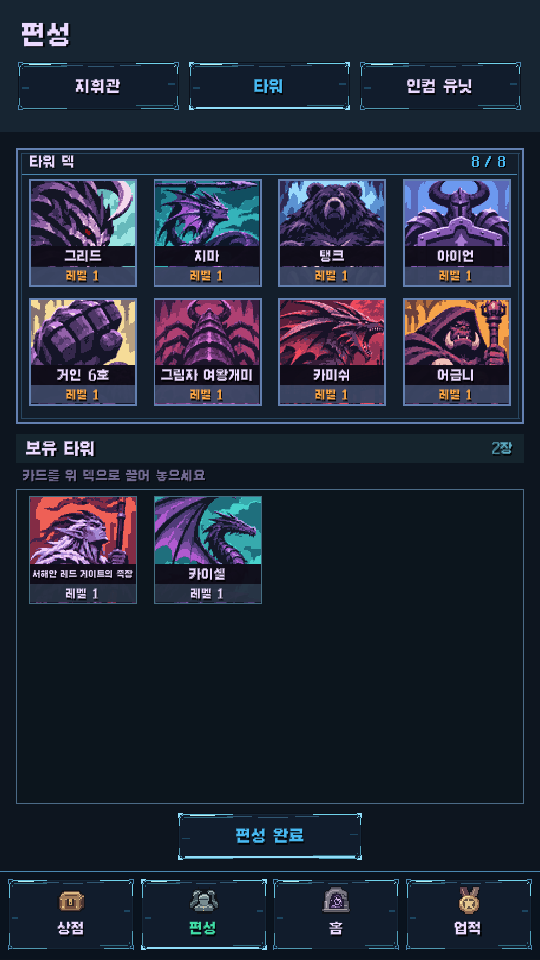 편성
지휘관
타워
인컴 유닛
타워 덱
8 / 8
그리드
지마
탱크
아이언
레벨 1
레벨 1
레벨 1
레벨 1
거인 6호
그림자 여왕개미
카미쉬
어금니
레벨 1
레벨 1
레벨 1
레벨 1
보유 타워
2장
카드를 위 덱으로 끌어 놓으세요
서해안 레드 게이트의 족장
카이셀
레벨 1
레벨 1
편성 완료
상점
편성
홈
업적